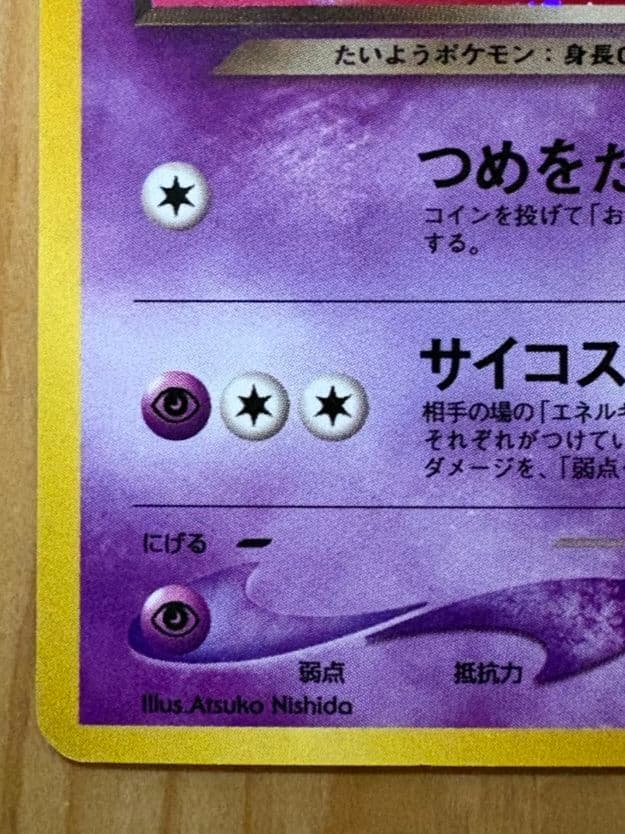 たいようポケモン：身長0
つめをた
コインを投げて「お
する。
サイコス
相手の場の「エネルギ
それぞれがつけてい
ダメージを、「弱点
にげる
弱点 抵抗力
Illus.Atsuko Nishida